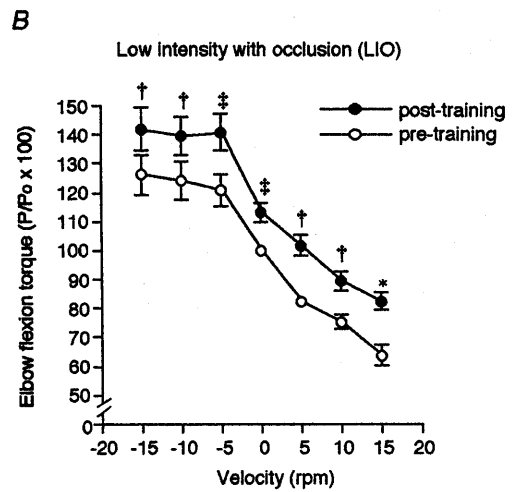 B
Low intensity with occlusion (LIO)
† † ‡
‡
†
†
*
post-training
pre-training
Elbow flexion torque (P/Po x 100)
150
140
130
120
110
100
90
80
70
60
50
0
-20 -15 -10 -5 0 5 10 15 20
Velocity (rpm)